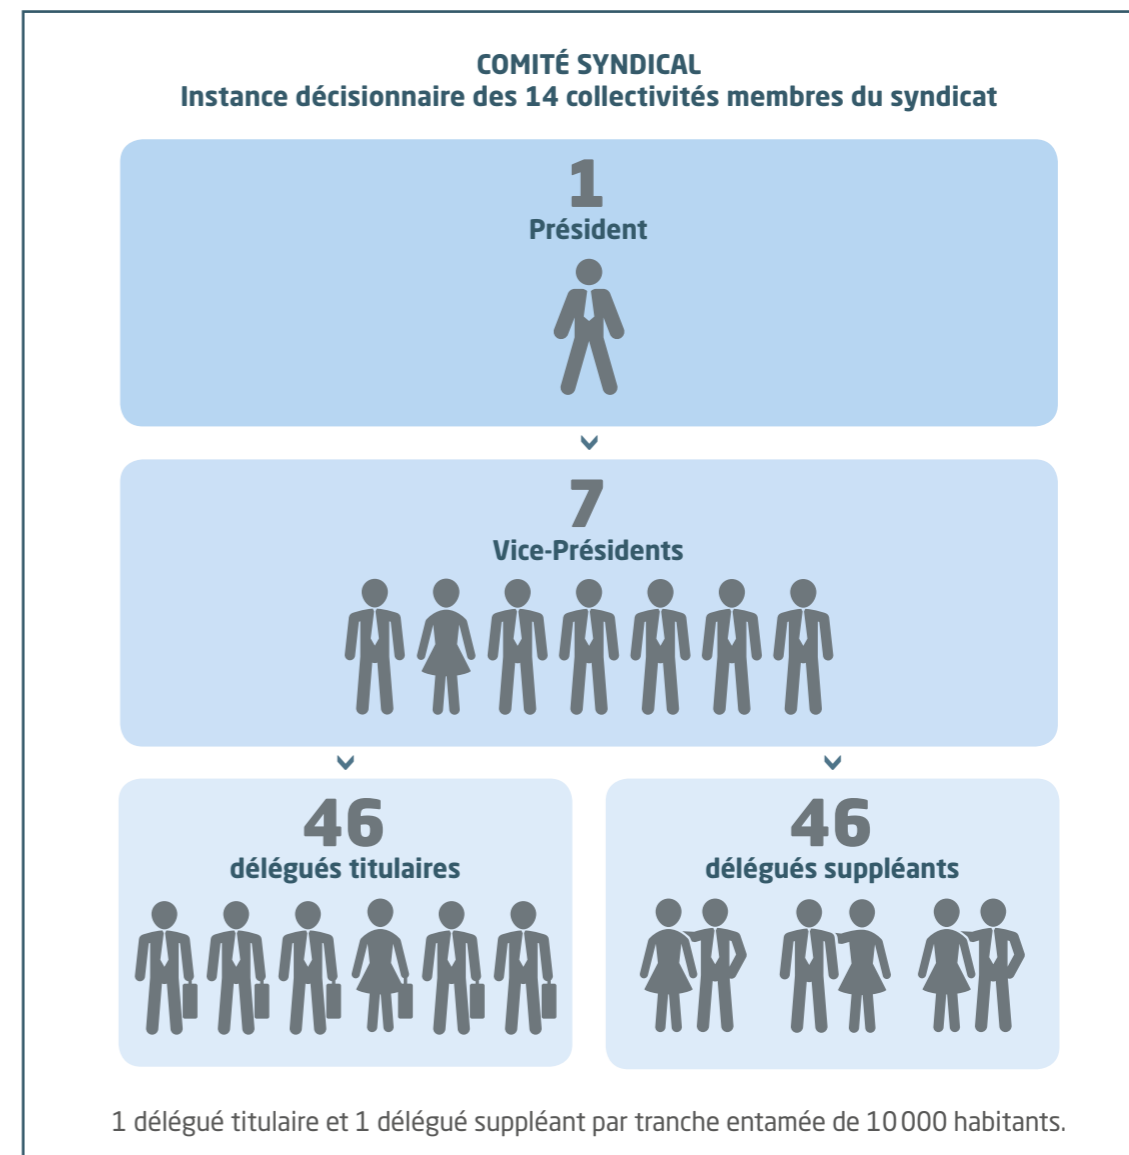 COMITÉ SYNDICAL
Instance décisionnaire des 14 collectivités membres du syndicat
1
Président
7
Vice-Présidents
46
délégués titulaires
46
délégués suppléants
1 délégué titulaire et 1 délégué suppléant par tranche entamée de 10 000 habitants.